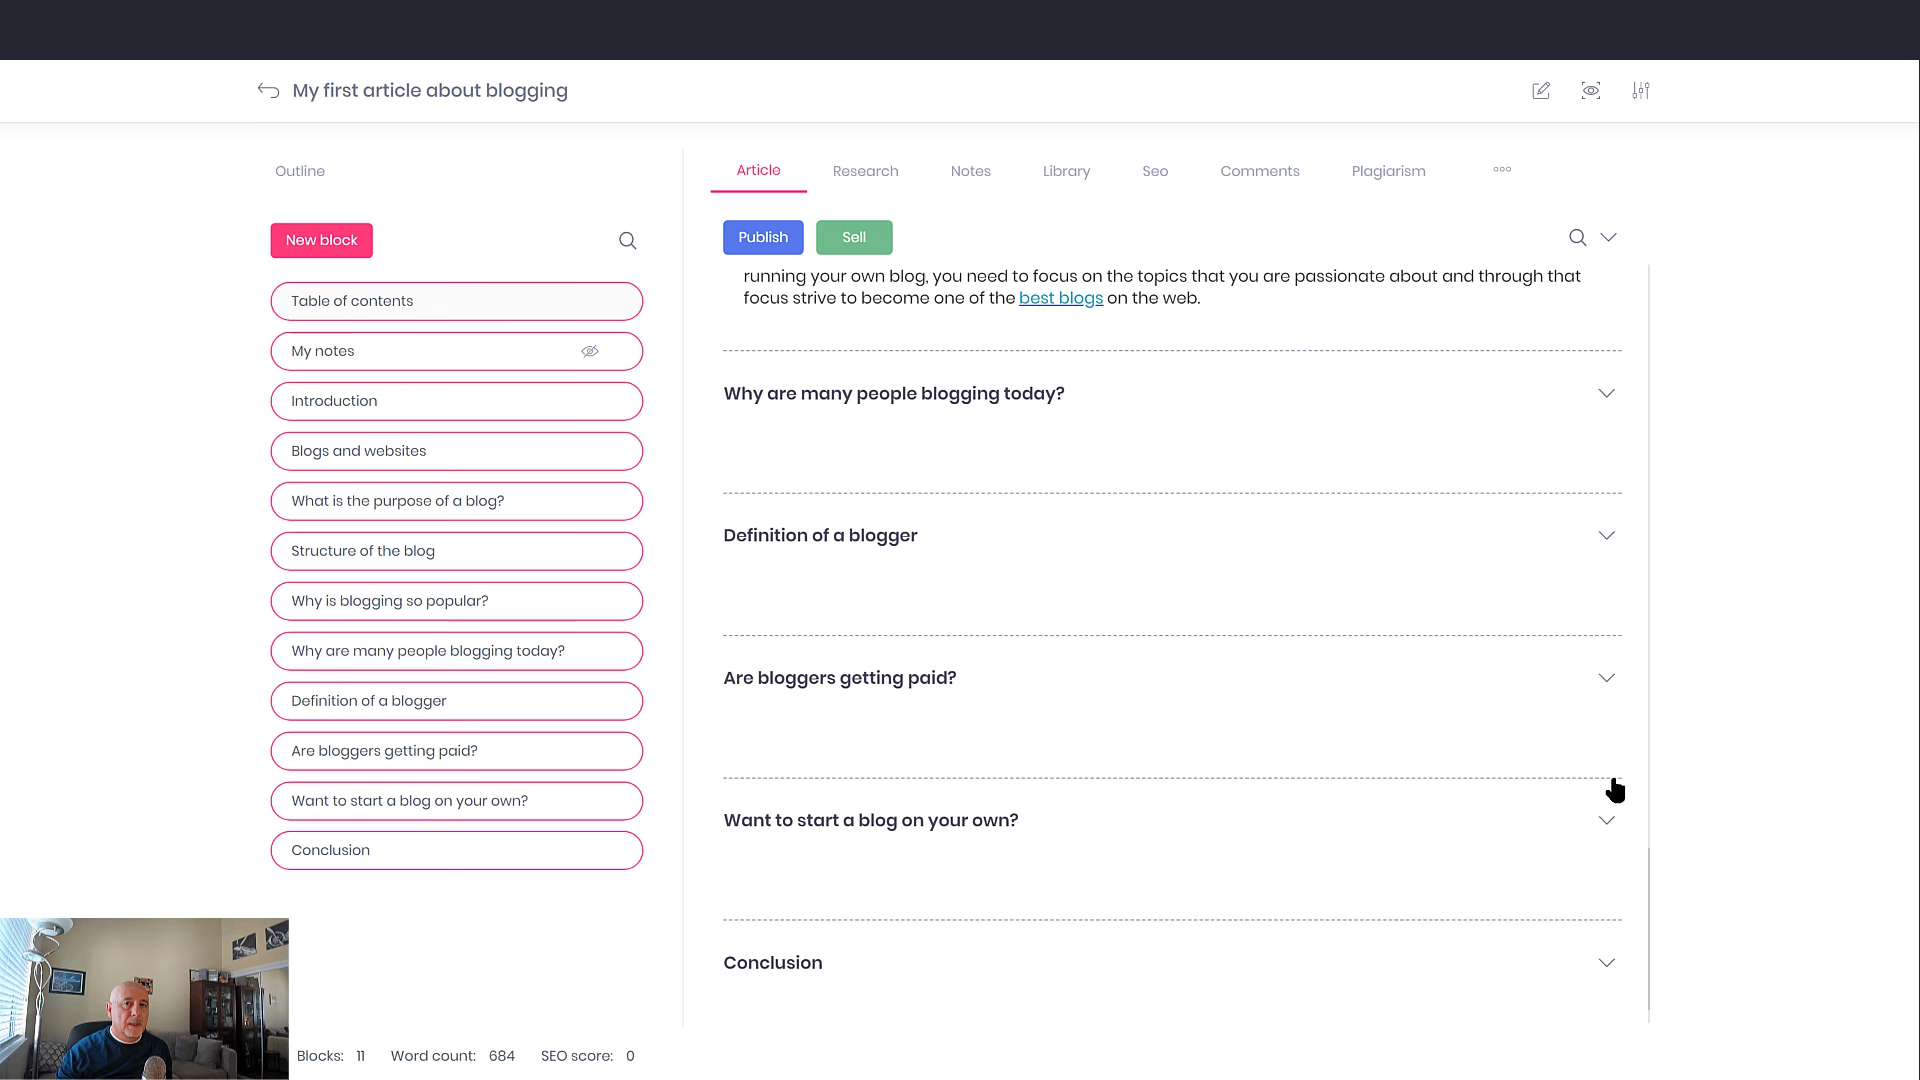 My first article about blogging
Outline
Article
Research
Notes
Library
Seo
Comments
Plagiarism
New block
Publish
Sell
Table of contents
My notes
Introduction
Blogs and websites
What is the purpose of a blog?
Structure of the blog
Why is blogging so popular?
Why are many people blogging today?
Definition of a blogger
Are bloggers getting paid?
Want to start a blog on your own?
Conclusion
running your own blog, you need to focus on the topics that you are passionate about and through that
focus strive to become one of the best blogs on the web.
Why are many people blogging today?
Definition of a blogger
Are bloggers getting paid?
Want to start a blog on your own?
Conclusion
Blocks: 11 Word count: 684 SEO score: 0